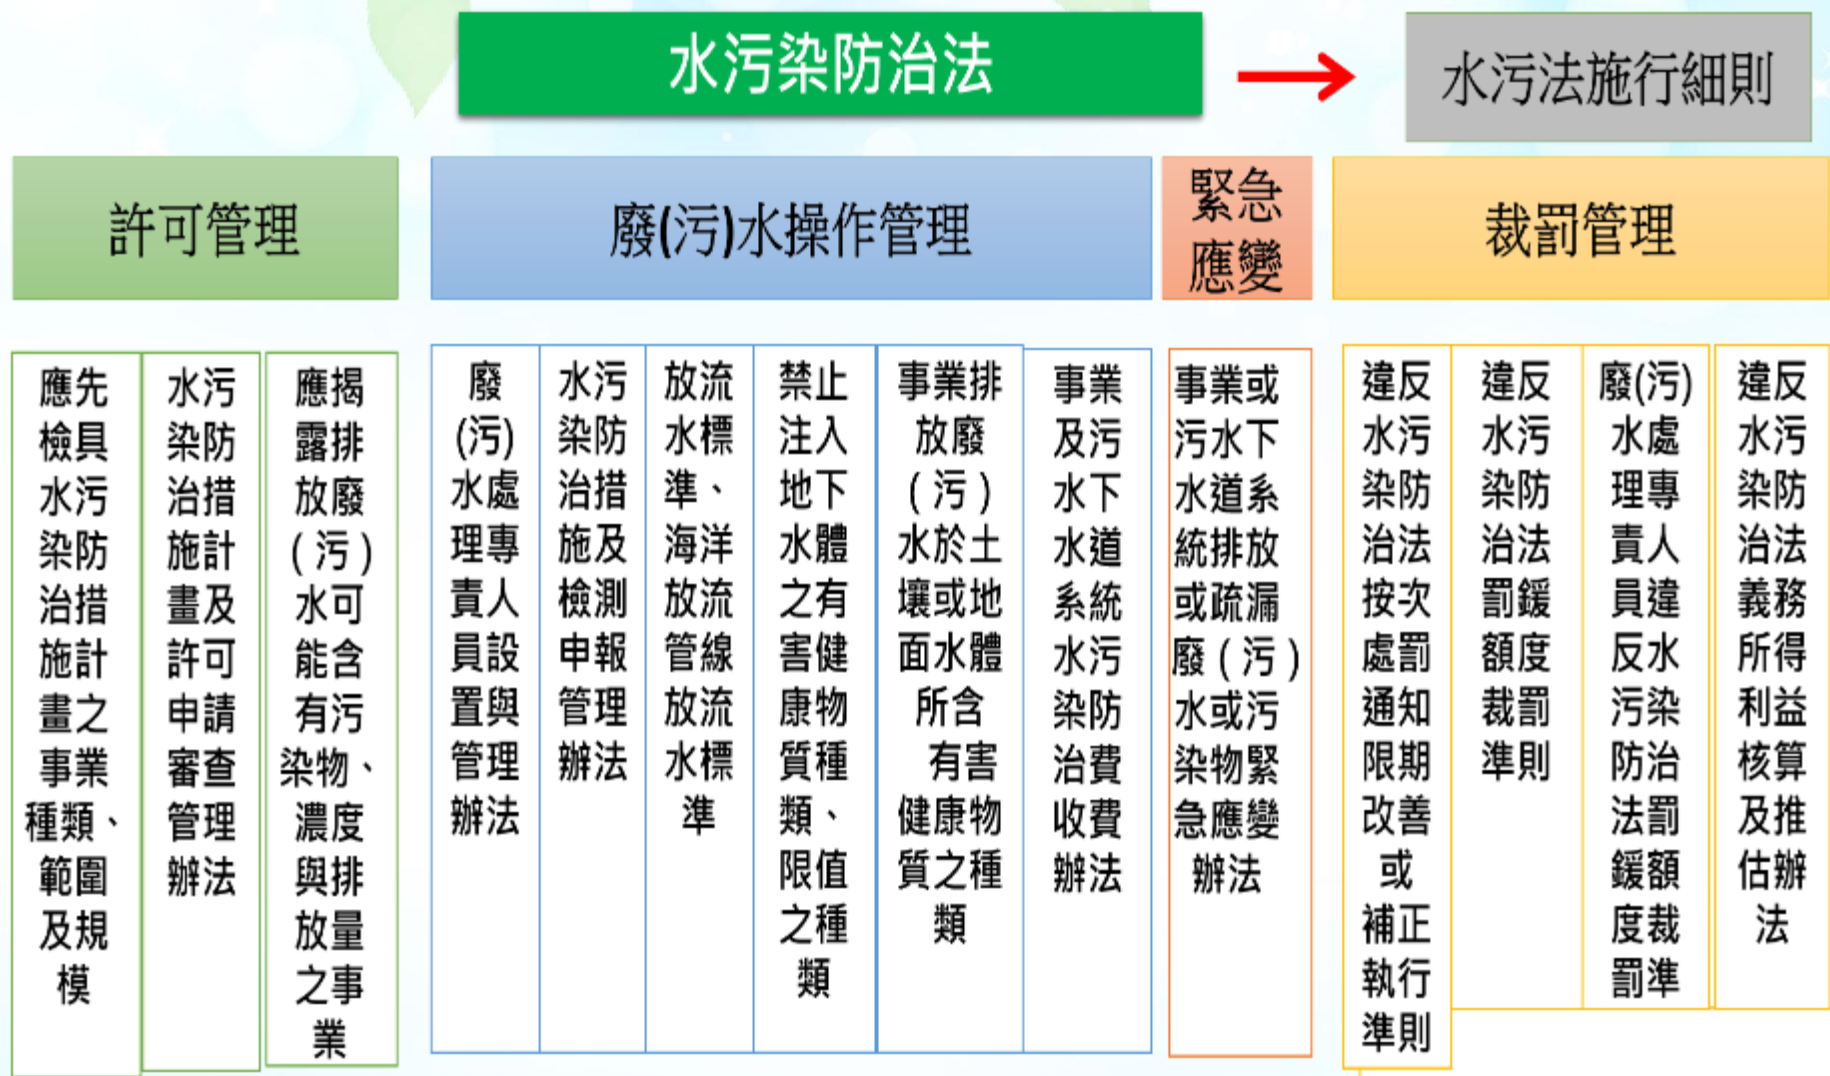 水污染防治法
水污法施行細則
許可管理
廢(污)水操作管理
緊急
應變
裁罰管理
應先
檢具
水污
染防
治措
施計
畫之
事業
種類、
範圍
及規
模
水污
染防
治措
施計
畫及
許可
申請
審查
管理
辦法
應揭
露排
放廢
(污)
水可
能含
有污
染物、
濃度
與排
放量
之事
業
廢
(污)
水處
理專
責人
員設
置與
管理
辦法
水污
染防
治措
施及
檢測
申報
管理
辦法
放流
水標
準、
海洋
放流
管線
放流
水標
準
禁止
注入
地下
水體
之有
害健
康物
質種
類、
限值
之種
類
事業排
放廢
(污)
水於土
壤或地
面水體
所含
有害
健康物
質之種
類
事業
及污
水下
水道
系統
水污
染防
治費
收費
辦法
事業或
污水下
水道系
統排放
或疏漏
廢(污)
水或污
染物緊
急應變
辦法
違反
水污
染防
治法
按次
處罰
通知
限期
改善
或
補正
執行
準則
違反
水污
染防
治法
罰鍰
額度
裁罰
準則
廢(污)
水處
理專
責人
員違
反水
污染
防治
法罰
鍰額
度裁
罰準
違反
水污
染防
治法
義務
所得
利益
核算
及推
估辦
法